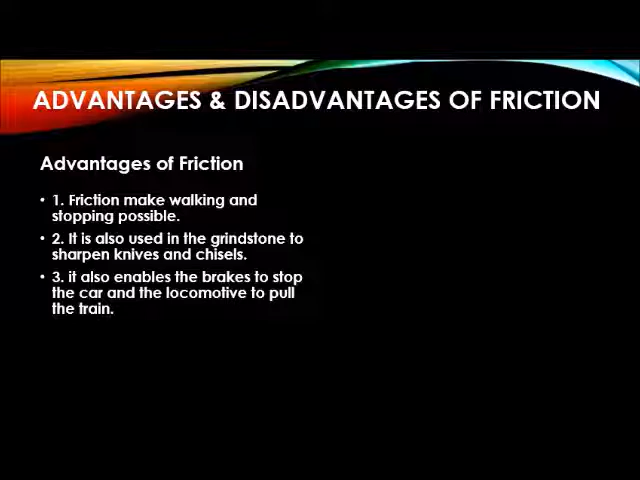 ADVANTAGES & DISADVANTAGES OF FRICTION
Advantages of Friction
• 1. Friction make walking and
stopping possible.
• 2. It is also used in the grindstone to
sharpen knives and chisels.
• 3. it also enables the brakes to stop
the car and the locomotive to pull
the train.